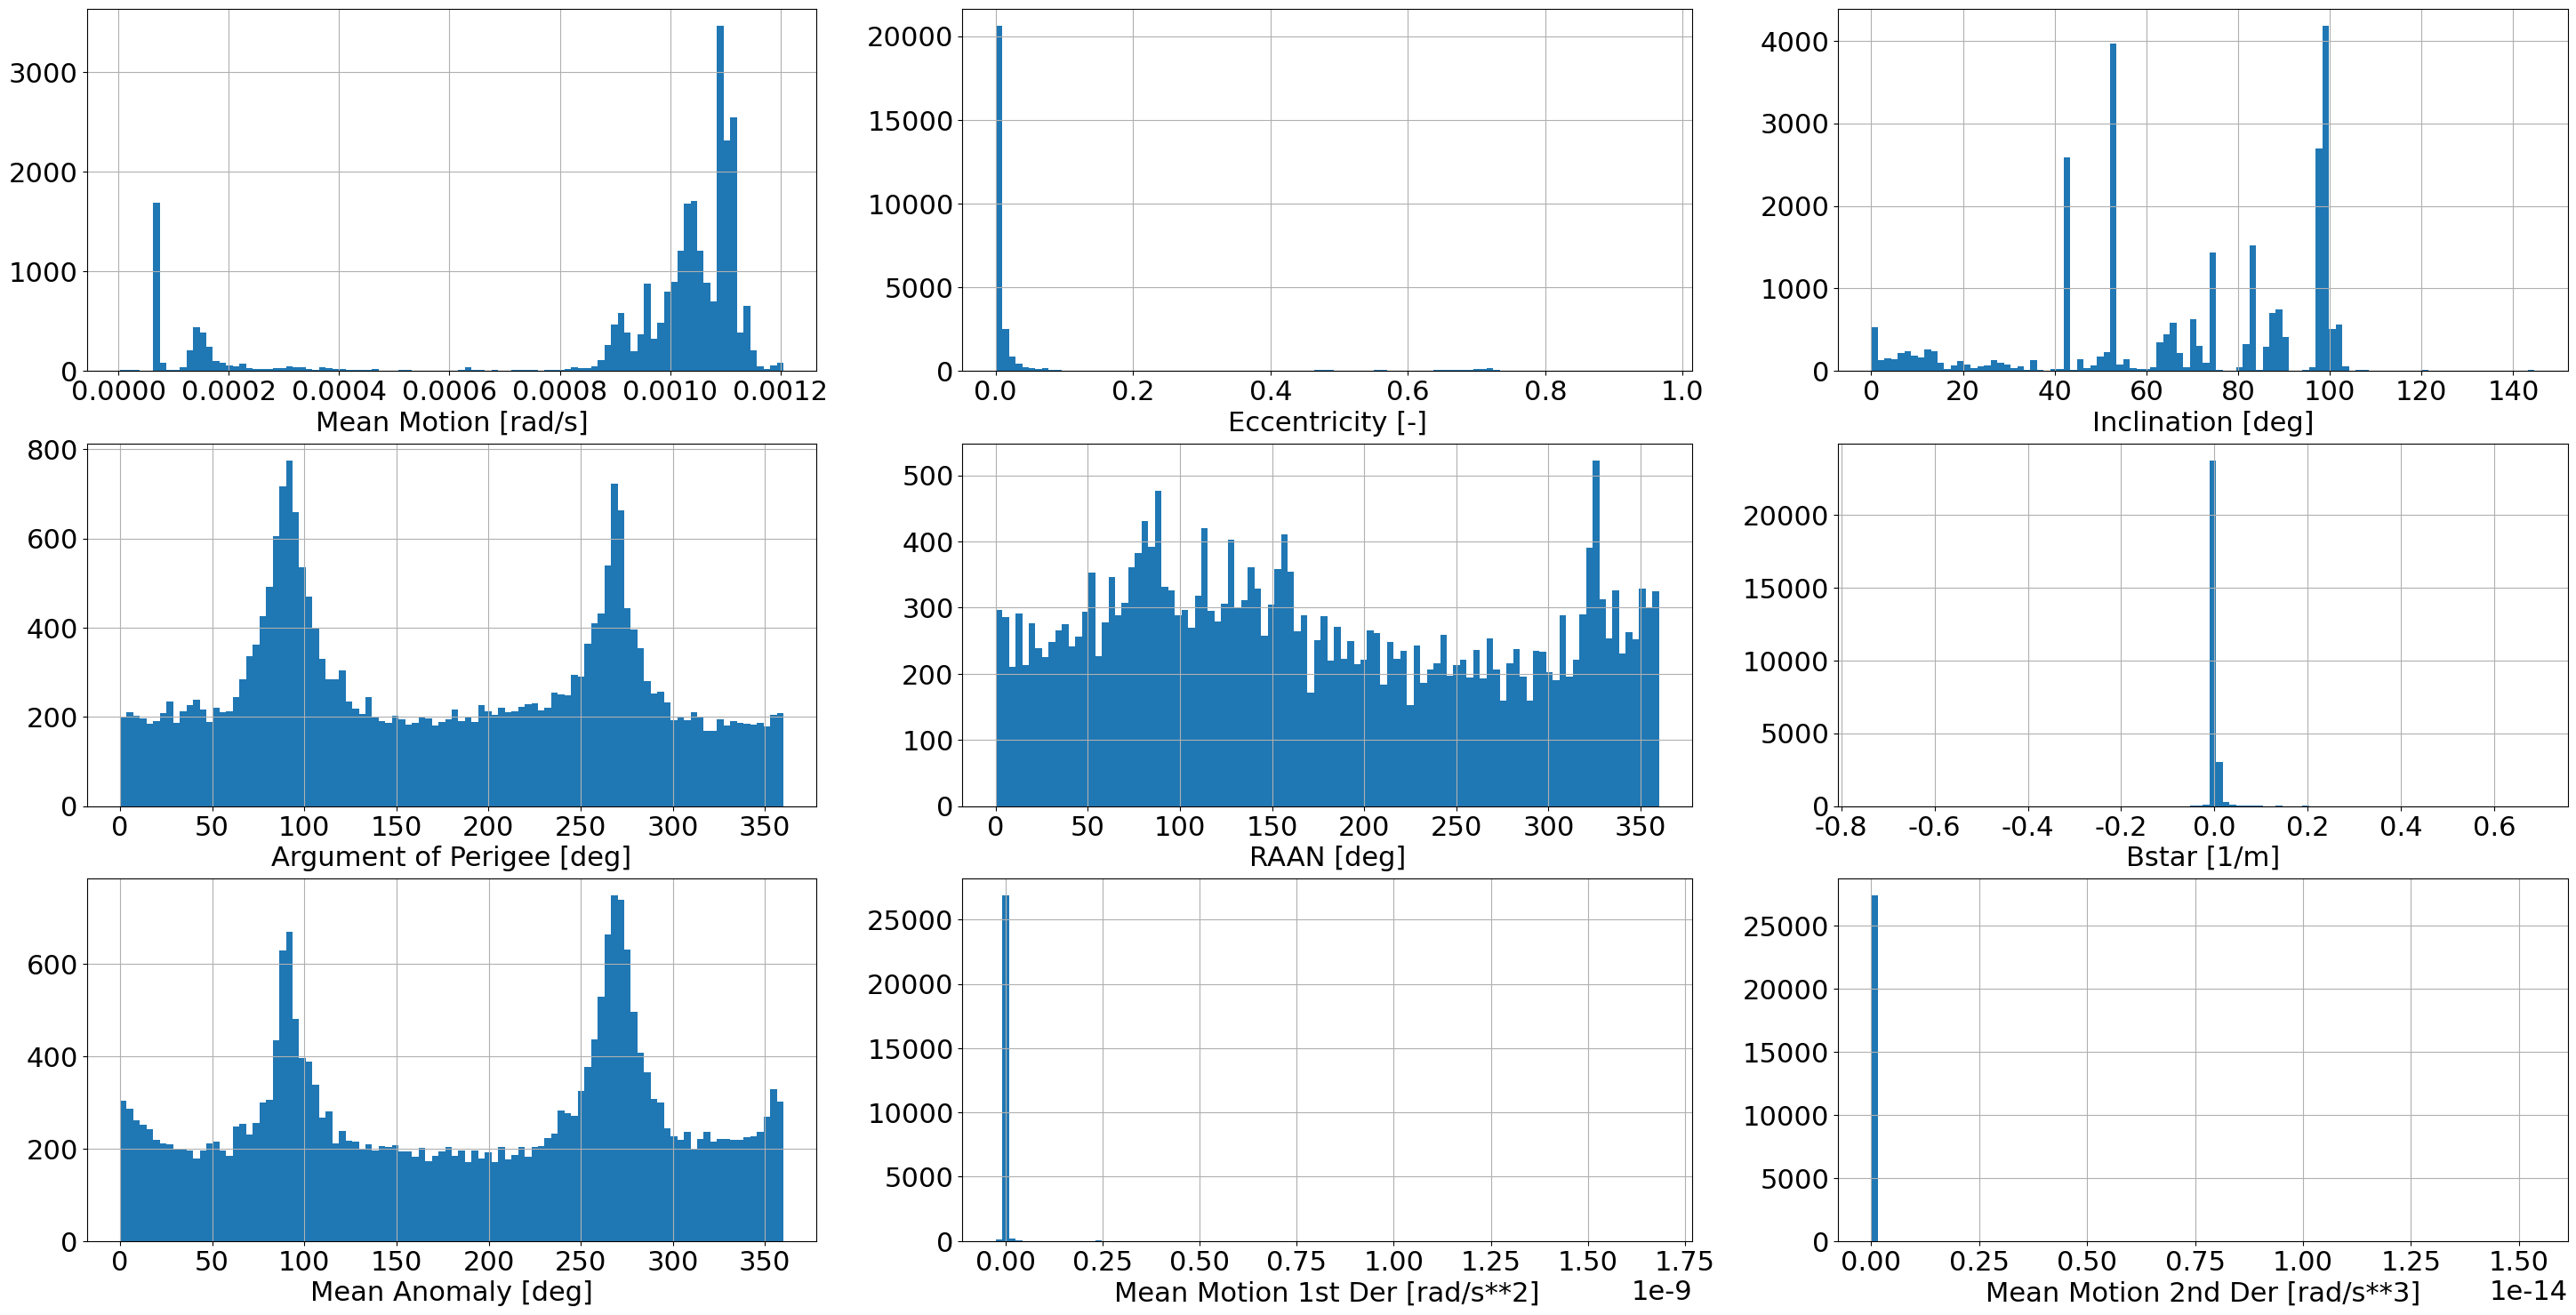 3000
2000
1000
0
0.0000 0.0002 0.0004 0.0006 0.0008 0.0010 0.0012
Mean Motion [rad/s]
20000
15000
10000
5000
0
0.0 0.2 0.4 0.6 0.8 1.0
Eccentricity [-]
4000
3000
2000
1000
0
0 20 40 60 80 100 120 140
Inclination [deg]
800
600
400
200
0
0 50 100 150 200 250 300 350
Argument of Perigee [deg]
500
400
300
200
100
0
0 50 100 150 200 250 300 350
RAAN [deg]
20000
15000
10000
5000
0
-0.8 -0.6 -0.4 -0.2 0.0 0.2 0.4 0.6
Bstar [1/m]
600
400
200
0
0 50 100 150 200 250 300 350
Mean Anomaly [deg]
25000
20000
15000
10000
5000
0
0.00 0.25 0.50 0.75 1.00 1.25 1.50 1.75
Mean Motion 1st Der [rad/s**2] 1e-9
25000
20000
15000
10000
5000
0
0.00 0.25 0.50 0.75 1.00 1.25 1.50
Mean Motion 2nd Der [rad/s**3] 1e-14